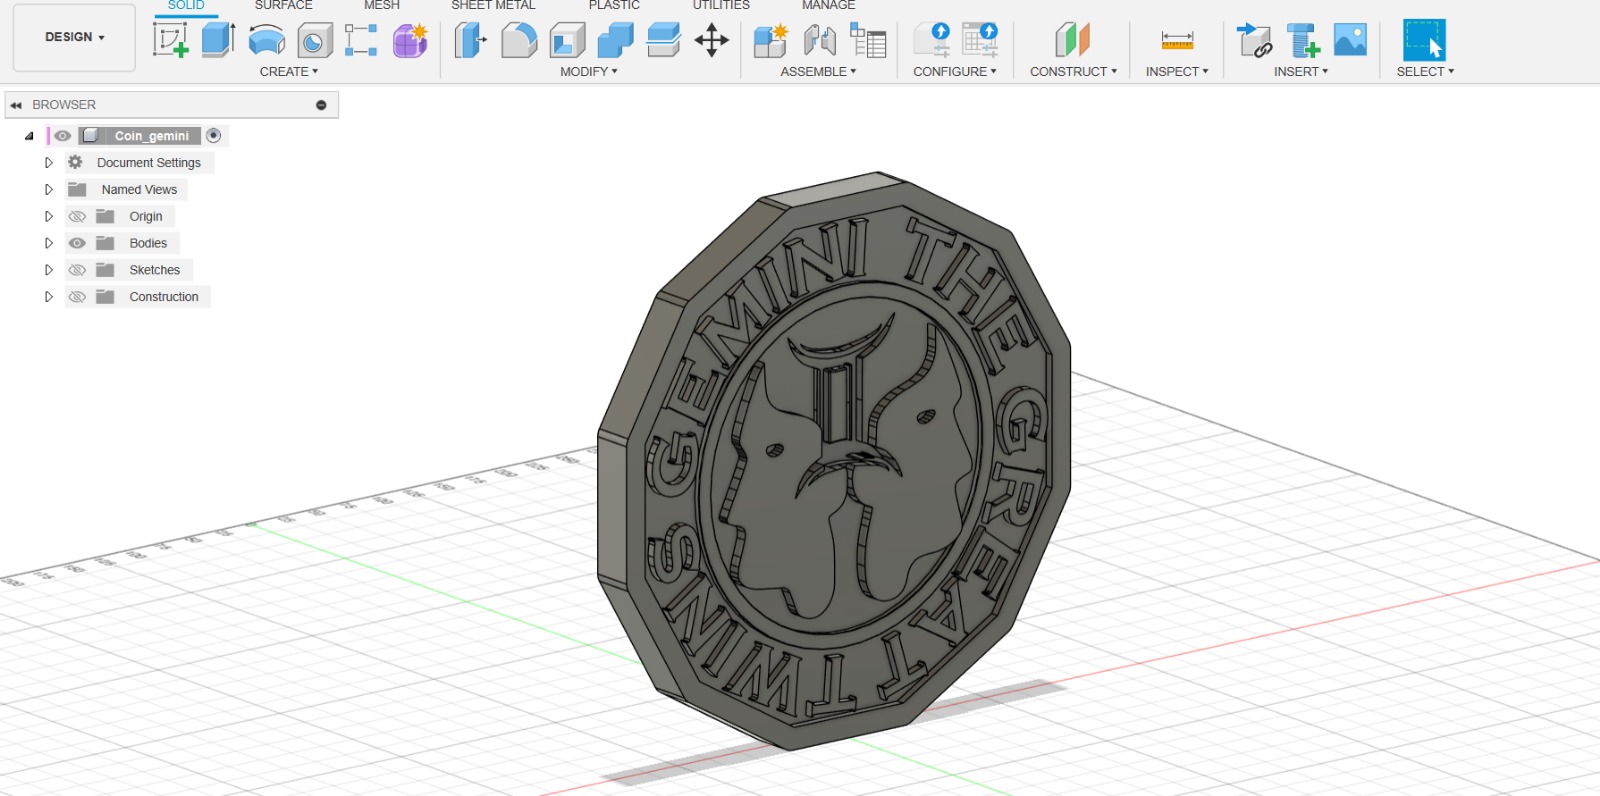 SOLID SURFACE MESH SHEET METAL PLASTIC UTILITIES MANAGE
DESIGN
CREATE MODIFY ASSEMBLE CONFIGURE CONSTRUCT INSPECT INSERT SELECT
BROWSER
Coin_gemini
Document Settings
Named Views
Origin
Bodies
Sketches
Construction
GEMINI THE GREAT TWINS